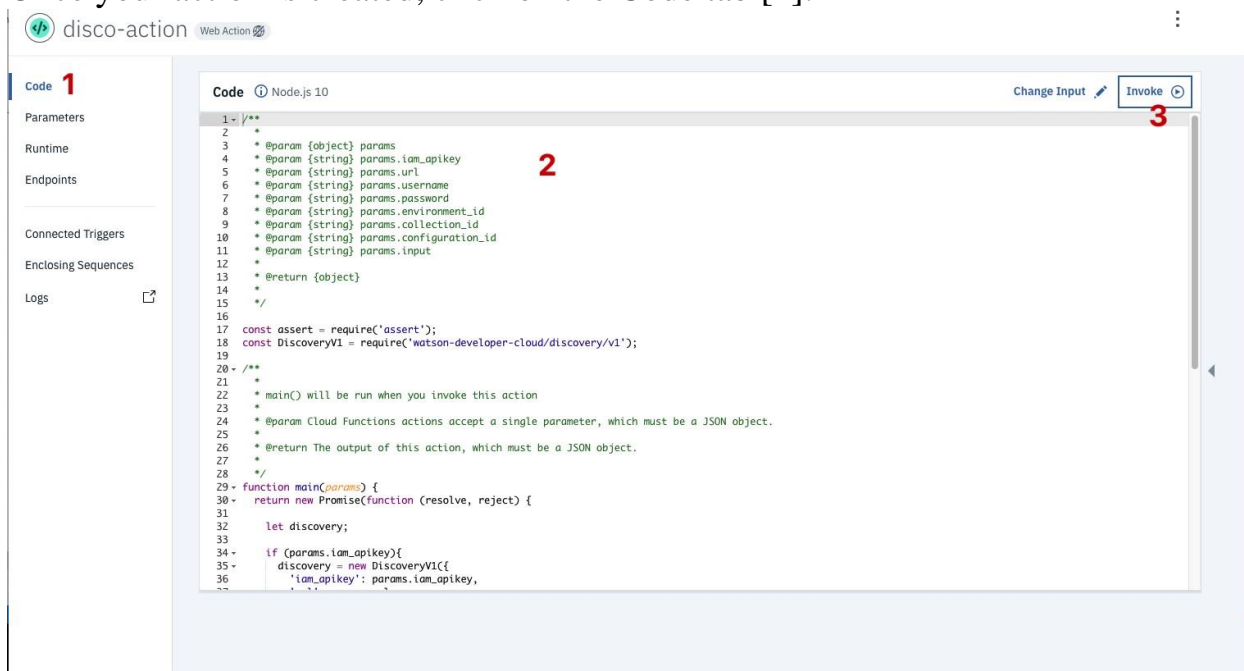 disco-action Web Action
Code 1
Parameters
Runtime
Endpoints
Connected Triggers
Enclosing Sequences
Logs
Code Node.js 10 Change Input Invoke
3
2
1 /**
2 *
3 * @param {object} params
4 * @param {string} params.iam_apikey
5 * @param {string} params.url
6 * @param {string} params.username
7 * @param {string} params.password
8 * @param {string} params.environment_id
9 * @param {string} params.collection_id
10 * @param {string} params.configuration_id
11 * @param {string} params.input
12 *
13 * @return {object}
14 *
15 */
16
17 const assert = require('assert');
18 const DiscoveryV1 = require('watson-developer-cloud/discovery/v1');
19
20 /**
21 *
22 * main() will be run when you invoke this action
23 *
24 * @param Cloud Functions actions accept a single parameter, which must be a JSON object.
25 *
26 * @return The output of this action, which must be a JSON object.
27 *
28 */
29 function main(params) {
30 return new Promise(function (resolve, reject) {
31
32 let discovery;
33
34 if (params.iam_apikey){
35 discovery = new DiscoveryV1({
36 'iam_apikey': params.iam_apikey,